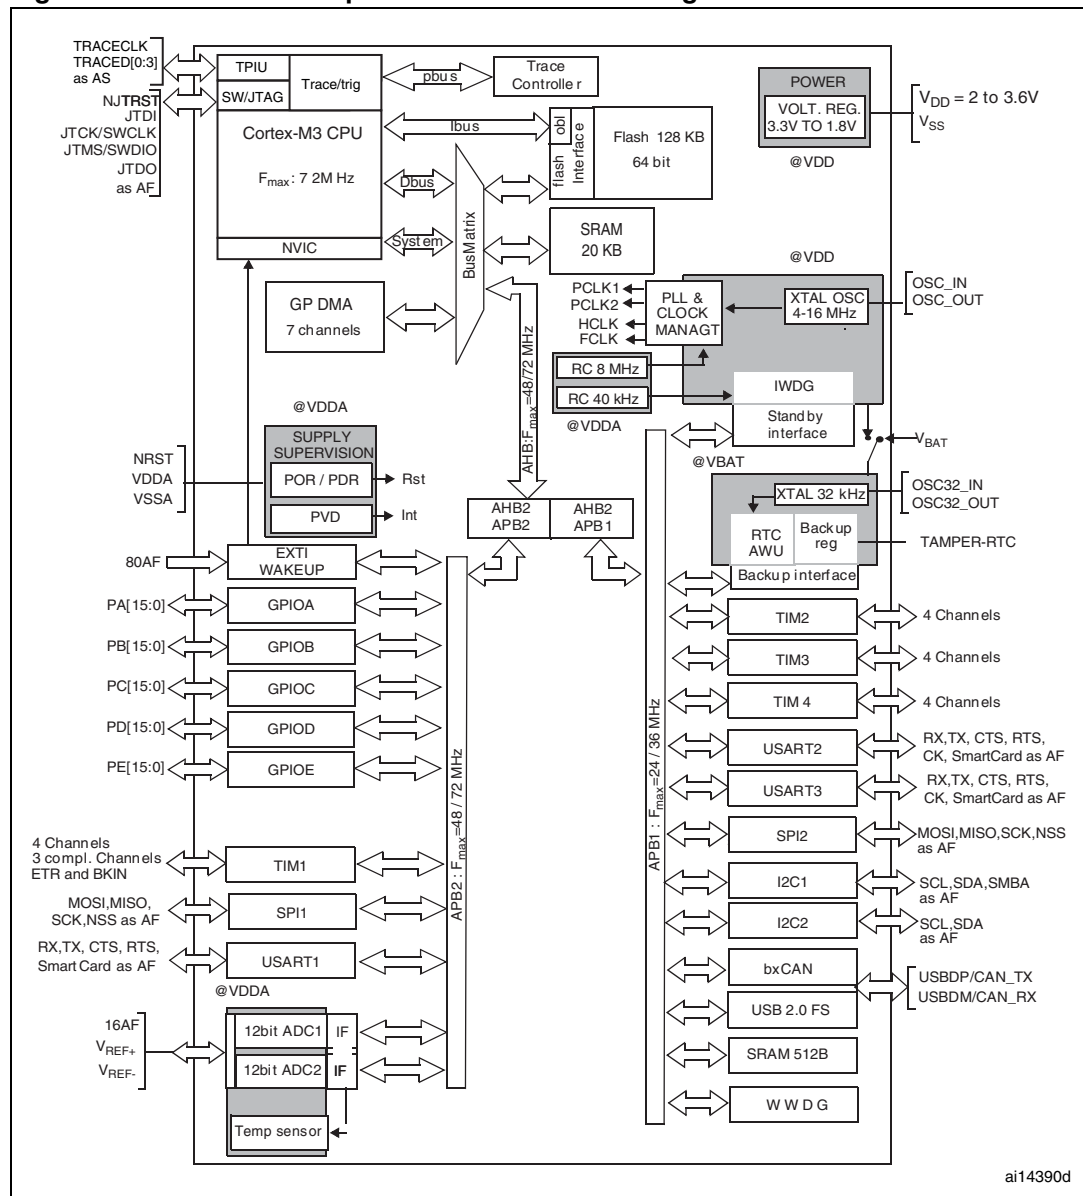 TRACECLK
TRACED[0:3]
as AS
NJTRST
JTDI
JTCK/SWCLK
JTMS/SWDIO
JTDO
as AF
TPIU
SW/JTAG
Trace/trig
Cortex-M3 CPU
Fmax: 7 2M Hz
NVIC
pbus
Trace
Controller
Ibus
Dbus
System
BusMatrix
obl
flash
Interface
Flash 128 KB
64 bit
SRAM
20 KB
POWER
VOLT. REG.
3.3V TO 1.8V
@VDD
VDD = 2 to 3.6V
VSS
GP DMA
7 channels
PCLK1
PCLK2
HCLK
FCLK
PLL &
CLOCK
MANAGT
@VDD
XTAL OSC
4-16 MHz
OSC_IN
OSC_OUT
RC 8 MHz
RC 40 kHz
@VDDA
IWDG
Standby
interface
VBAT
@VBAT
AHB:Fmax=48/72 MHz
@VDDA
SUPPLY
SUPERVISION
POR / PDR
PVD
Rst
Int
NRST
VDDA
VSSA
AHB2
APB2
AHB2
APB1
XTAL 32 kHz
OSC32_IN
OSC32_OUT
RTC
AWU
Backup
reg
TAMPER-RTC
Backup interface
80AF
EXTI
WAKEUP
PA[15:0]
GPIOA
PB[15:0]
GPIOB
PC[15:0]
GPIOC
PD[15:0]
GPIOD
PE[15:0]
GPIOE
4 Channels
3 compl. Channels
ETR and BKIN
TIM1
MOSI,MISO,
SCK,NSS as AF
SPI1
RX,TX, CTS, RTS,
SmartCard as AF
USART1
@VDDA
16AF
VREF+
VREF-
12bit ADC1
IF
12bit ADC2
IF
Temp sensor
APB2 : Fmax=48 / 72 MHz
APB1 : Fmax=24 / 36 MHz
TIM2
4 Channels
TIM3
4 Channels
TIM 4
4 Channels
USART2
RX,TX, CTS, RTS,
CK, SmartCard as AF
USART3
RX,TX, CTS, RTS,
CK, SmartCard as AF
SPI2
MOSI,MISO,SCK,NSS
as AF
I2C1
SCL,SDA,SMBA
as AF
I2C2
SCL,SDA
as AF
bxCAN
USBDP/CAN_TX
USBDM/CAN_RX
USB 2.0 FS
SRAM 512B
W W D G
ai14390d